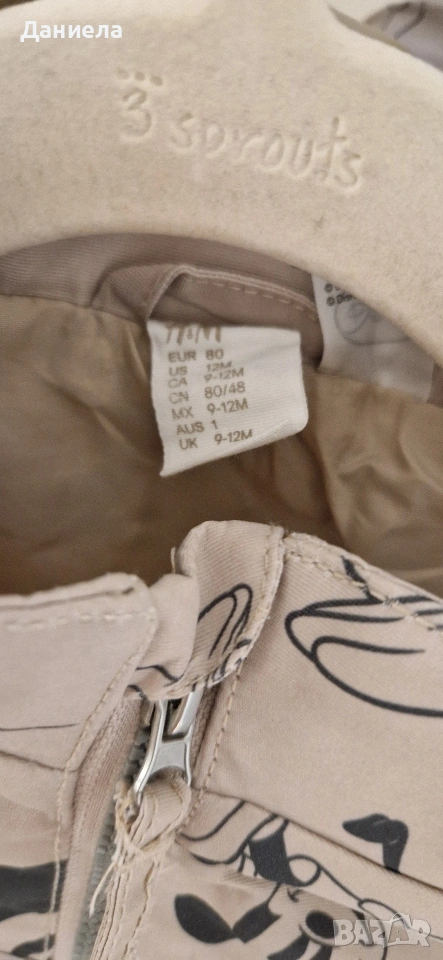 Даниела
3 sprouts
H&M
EUR 80
US 12M
CA 9-12M
CN 80/48
MX 9-12M
AUS 1
UK 9-12M
BAZAR